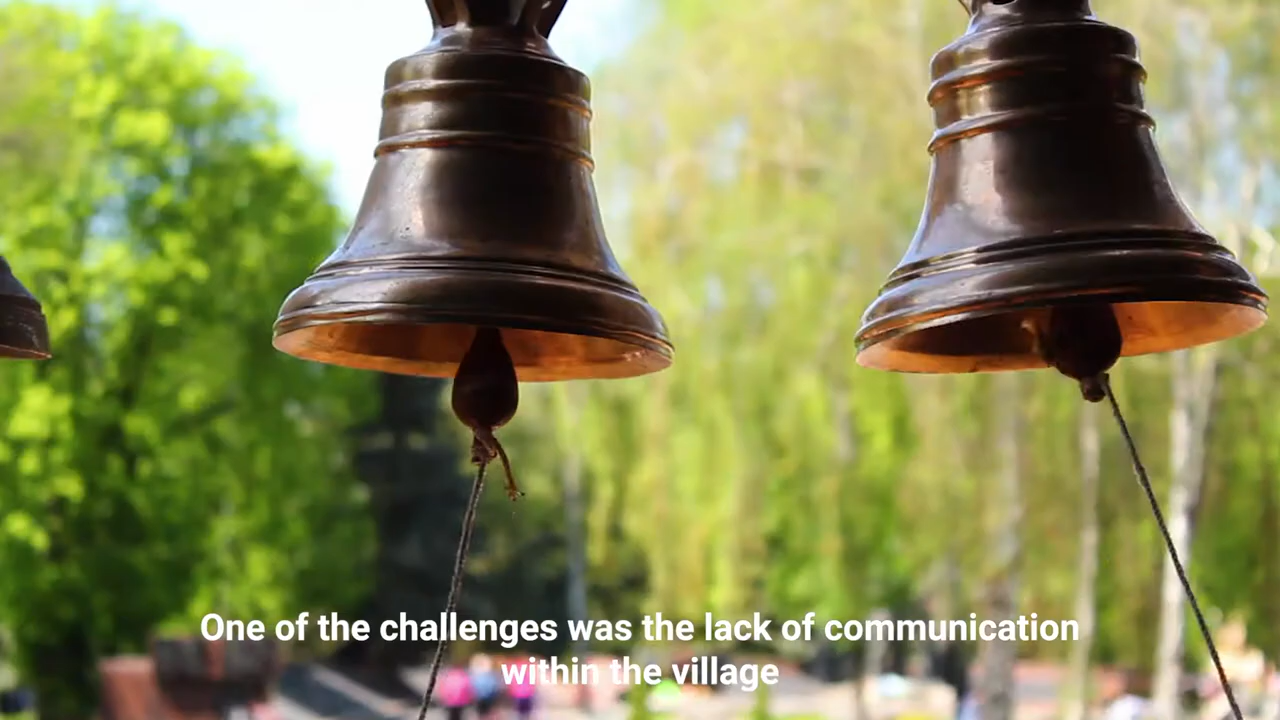 One of the challenges was the lack of communication
within the village